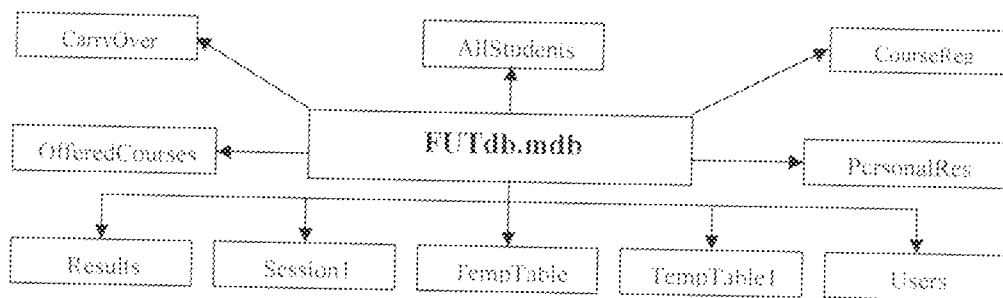 CarryOver
AllStudents
CourseReg
FUTdb.mdb
OfferedCourses
PersonalRes
Results
Session1
TempTable
TempTable1
Users